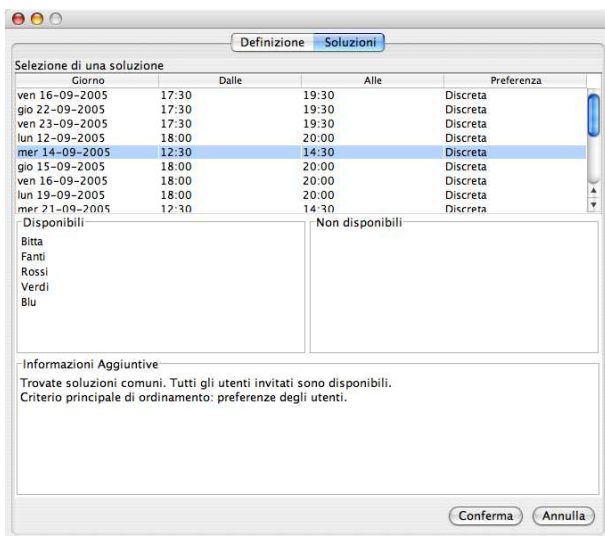 Definizione Soluzioni
Selezione di una soluzione
Giorno Dalle Alle Preferenza
ven 16-09-2005 17:30 19:30 Discreta
gio 22-09-2005 17:30 19:30 Discreta
ven 23-09-2005 17:30 19:30 Discreta
lun 12-09-2005 18:00 20:00 Discreta
mer 14-09-2005 12:30 14:30 Discreta
gio 15-09-2005 18:00 20:00 Discreta
ven 16-09-2005 18:00 20:00 Discreta
lun 19-09-2005 18:00 20:00 Discreta
mer 21-09-2005 12:30 14:30 Discreta
Disponibili Non disponibili
Bitta
Fanti
Rossi
Verdi
Blu
Informazioni Aggiuntive
Trovate soluzioni comuni. Tutti gli utenti invitati sono disponibili.
Criterio principale di ordinamento: preferenze degli utenti.
Conferma Annulla